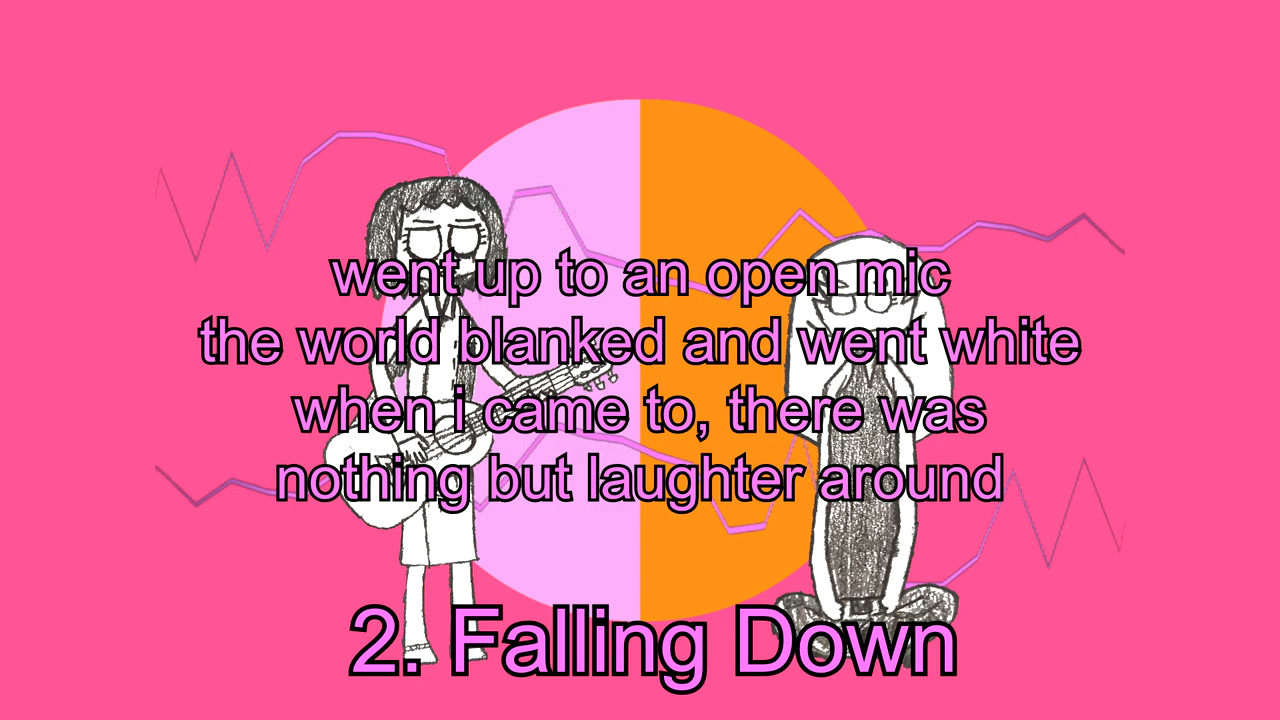 went up to an open mic
the world blanked and went white
when i came to, there was
nothing but laughter around
2. Falling Down